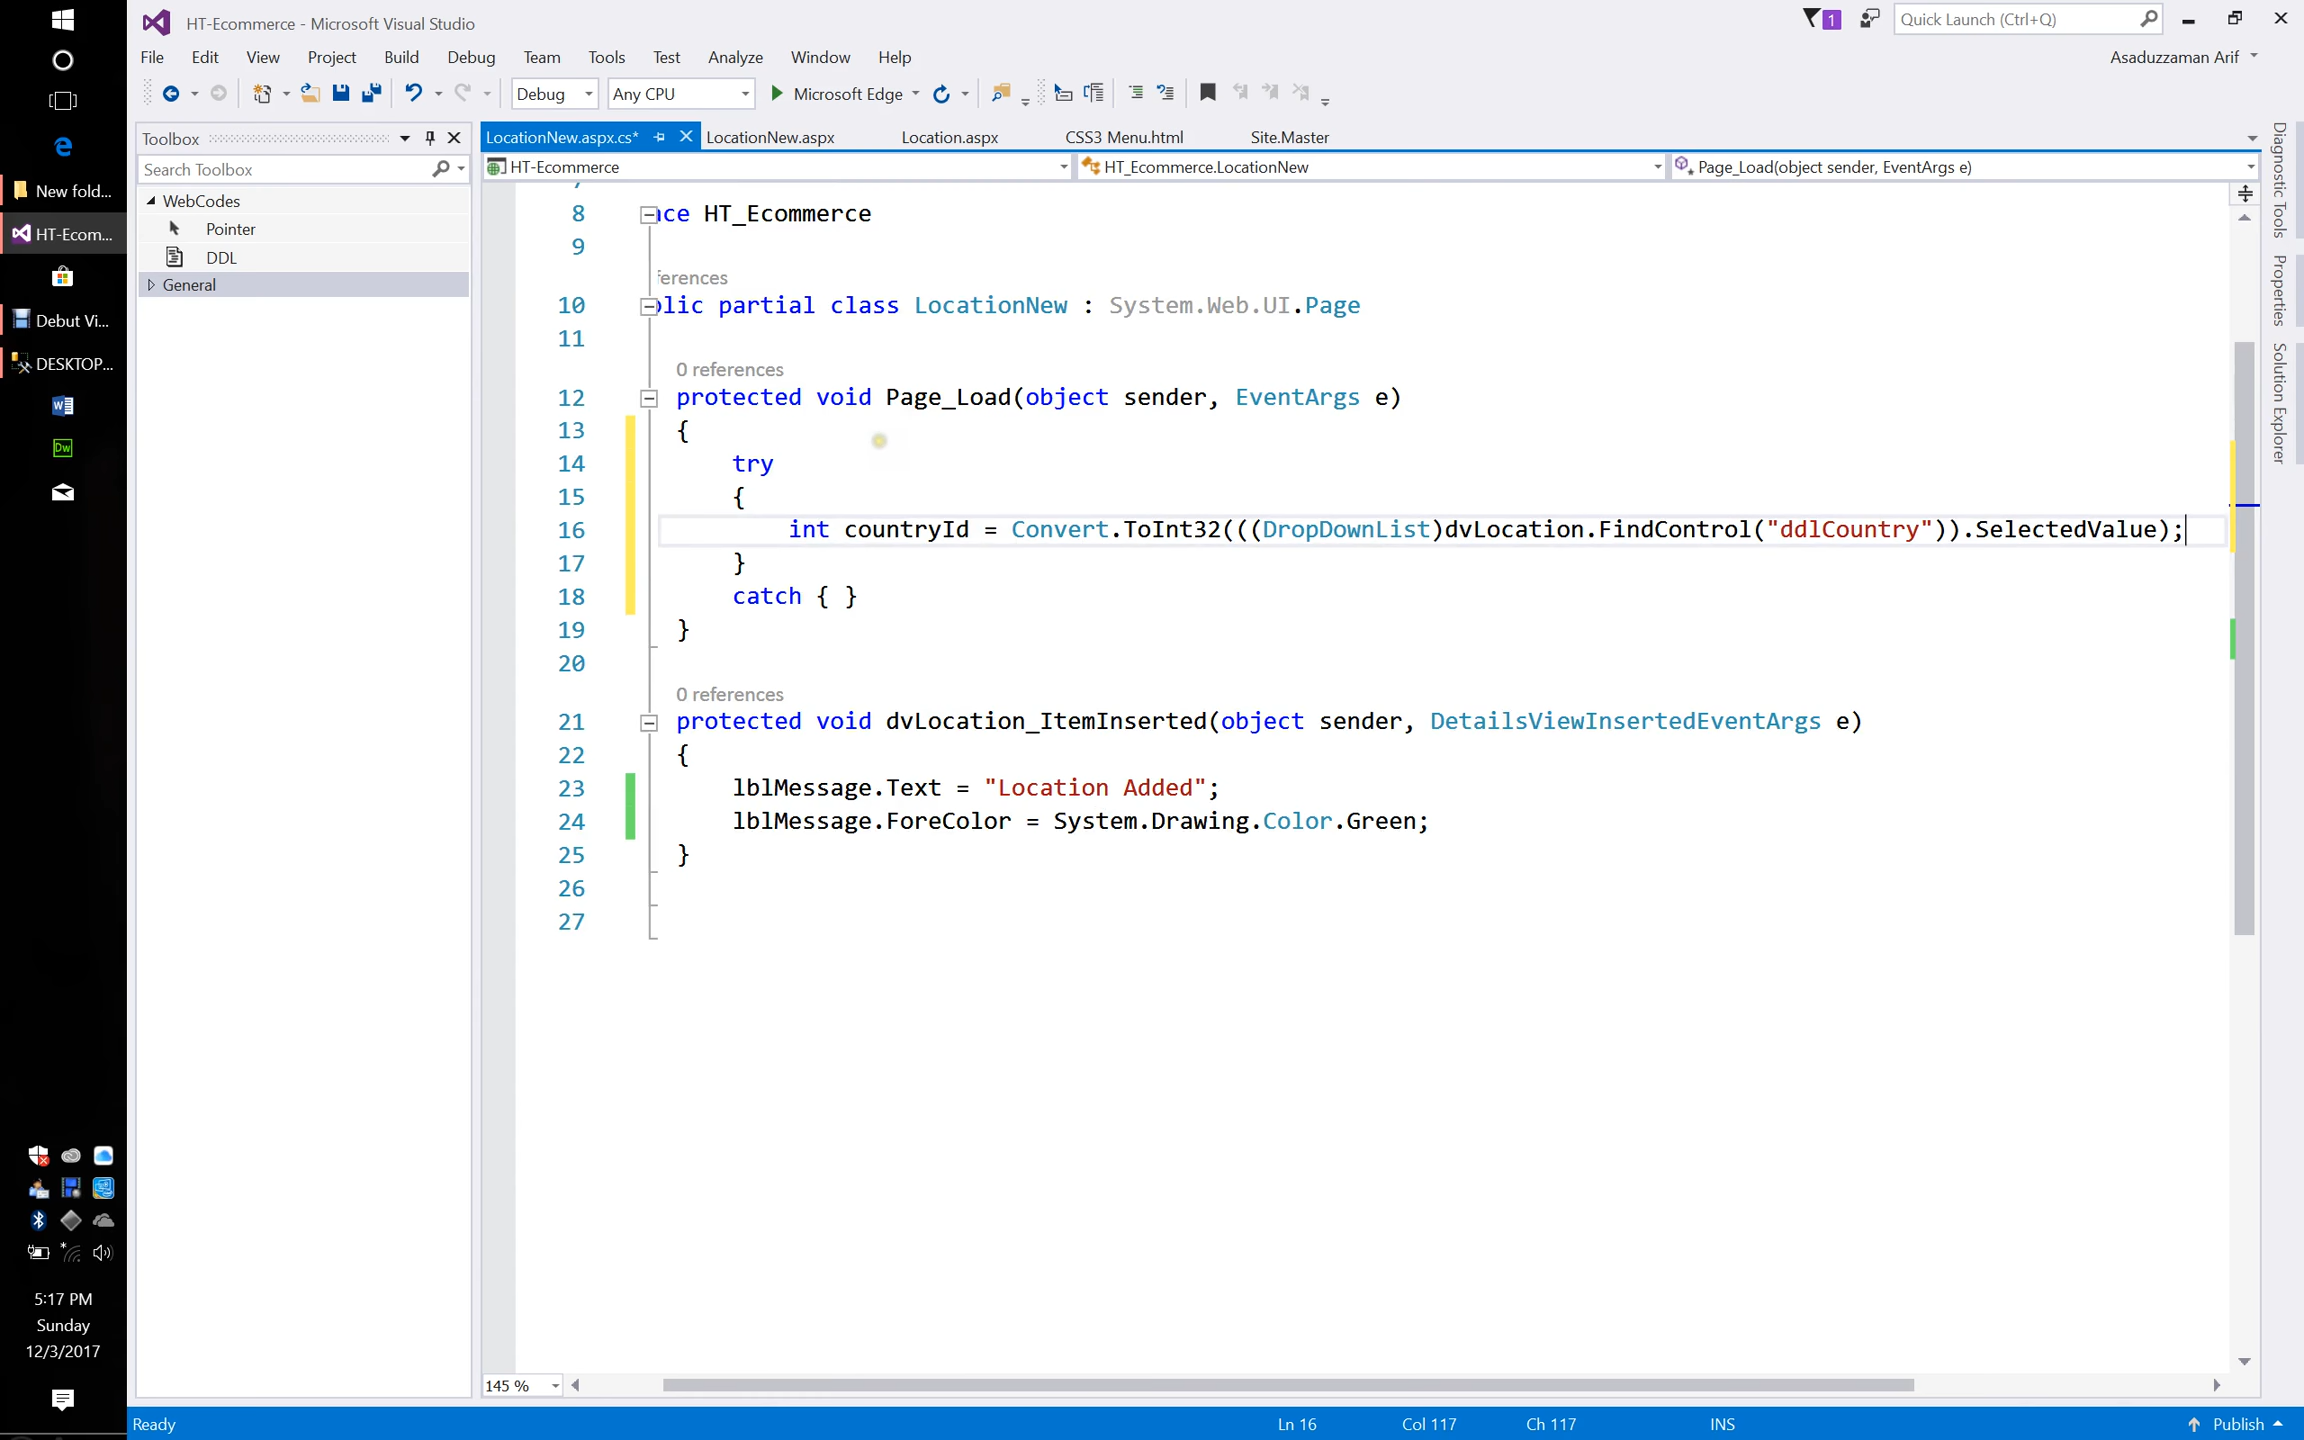 HT-Ecommerce - Microsoft Visual Studio
1
Quick Launch (Ctrl+Q)
File Edit View Project Build Debug Team Tools Test Analyze Window Help
Asaduzzaman Arif
Debug Any CPU Microsoft Edge
Toolbox
Search Toolbox
WebCodes
Pointer
DDL
General
New fold...
HT-Ecom...
Debut Vi...
DESKTOP...
Dw
5:17 PM
Sunday
12/3/2017
LocationNew.aspx.cs* LocationNew.aspx Location.aspx CSS3 Menu.html Site.Master
HT-Ecommerce HT_Ecommerce.LocationNew Page_Load(object sender, EventArgs e)
8 ace HT_Ecommerce
9
ferences
10 blic partial class LocationNew : System.Web.UI.Page
11
0 references
12 protected void Page_Load(object sender, EventArgs e)
13 {
14 try
15 {
16 int countryId = Convert.ToInt32(((DropDownList)dvLocation.FindControl("ddlCountry")).SelectedValue);
17 }
18 catch { }
19 }
20
0 references
21 protected void dvLocation_ItemInserted(object sender, DetailsViewInsertedEventArgs e)
22 {
23 lblMessage.Text = "Location Added";
24 lblMessage.ForeColor = System.Drawing.Color.Green;
25 }
26
27
145 %
Diagnostic Tools
Properties
Solution Explorer
Ready Ln 16 Col 117 Ch 117 INS Publish